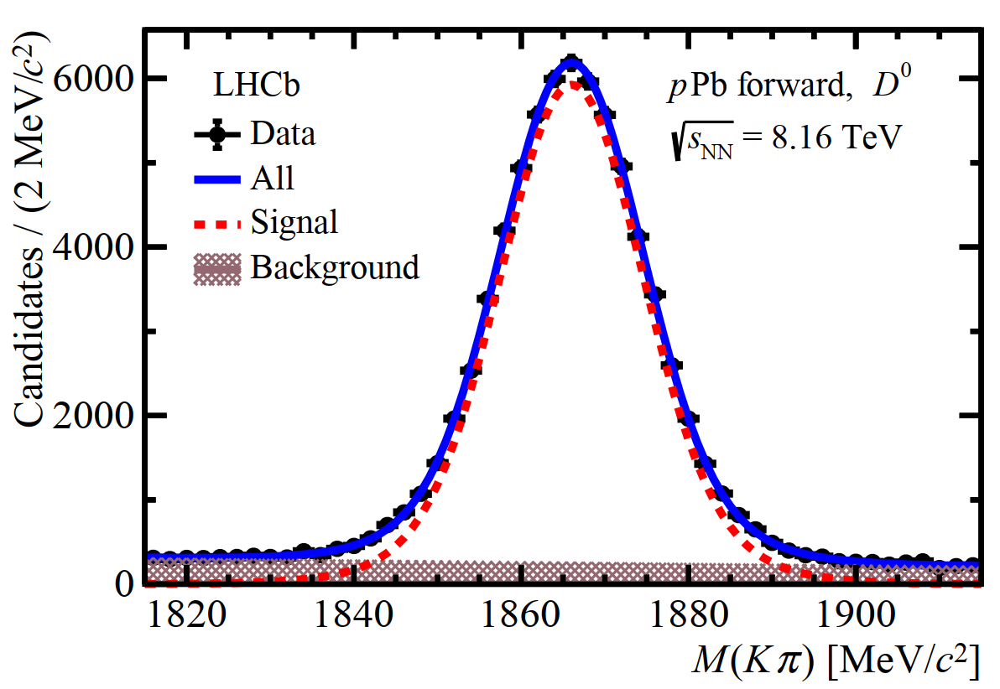 Candidates / (2 MeV/c²)
6000
4000
2000
0
LHCb
Data
All
Signal
Background
pPb forward, D⁰
√sNN = 8.16 TeV
1820 1840 1860 1880 1900
M(Kπ) [MeV/c²]